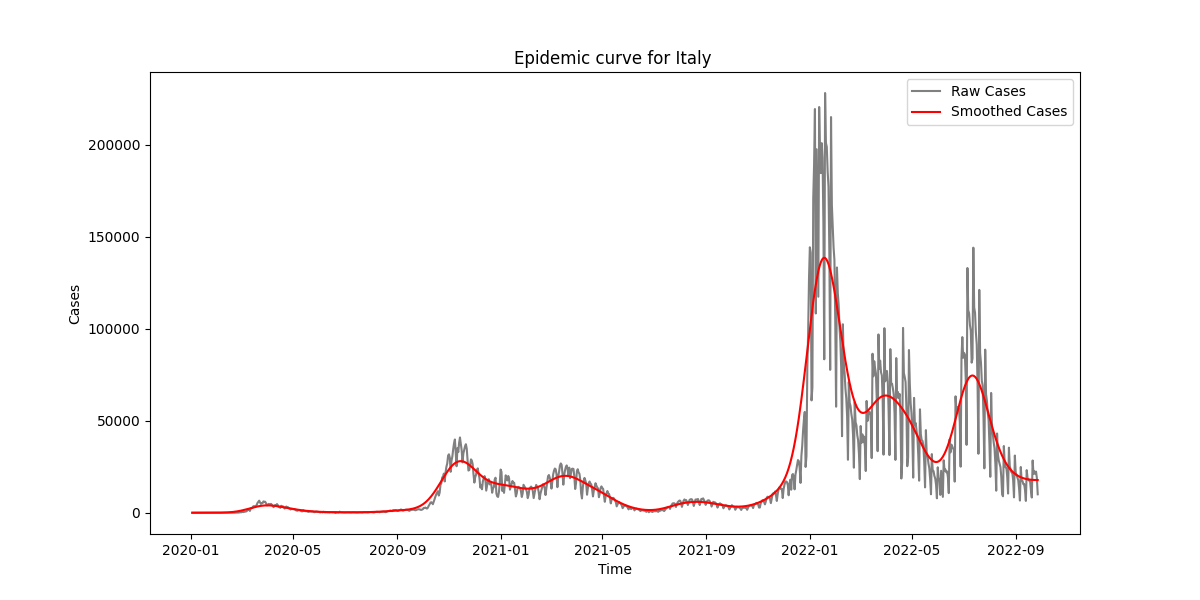 Epidemic curve for Italy
Raw Cases
Smoothed Cases
Cases
200000
150000
100000
50000
0
2020-01 2020-05 2020-09 2021-01 2021-05 2021-09 2022-01 2022-05 2022-09
Time